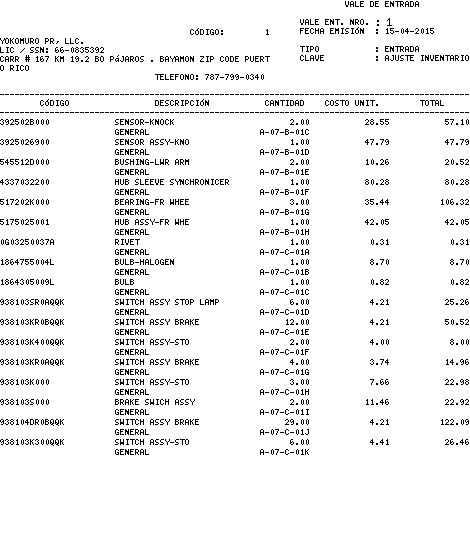 VALE DE ENTRADA
CÓDIGO: 1 VALE ENT. NRO. : 1
FECHA EMISIÓN : 15-04-2015
YOKOMURO PR, LLC.
LIC / SSN: 66-0835392 TIPO : ENTRADA
CARR # 167 KM 19.2 BO PÁJAROS . BAYAMON ZIP CODE PUERT CLAVE : AJUSTE INVENTARIO
O RICO
TELEFONO: 787-799-0340
CÓDIGO DESCRIPCIÓN CANTIDAD COSTO UNIT. TOTAL
392502B000 SENSOR-KNOCK 2.00 28.55 57.10
GENERAL A-07-B-01C
3925026900 SENSOR ASSY-KNO 1.00 47.79 47.79
GENERAL A-07-B-01D
545512D000 BUSHING-LWR ARM 2.00 10.26 20.52
GENERAL A-07-B-01E
4337032200 HUB SLEEVE SYNCHRONICER 1.00 80.28 80.28
GENERAL A-07-B-01F
517202K000 BEARING-FR WHEE 3.00 35.44 106.32
GENERAL A-07-B-01G
5175025001 HUB ASSY-FR WHE 1.00 42.05 42.05
GENERAL A-07-B-01H
0G03250037A RIVET 1.00 0.31 0.31
GENERAL A-07-C-01A
1864755004L BULB-HALOGEN 1.00 8.70 8.70
GENERAL A-07-C-01B
1864305009L BULB 1.00 0.82 0.82
GENERAL A-07-C-01C
938103SR0AQQK SWITCH ASSY STOP LAMP 6.00 4.21 25.26
GENERAL A-07-C-01D
938103KR0BQQK SWITCH ASSY BRAKE 12.00 4.21 50.52
GENERAL A-07-C-01E
938103K400QQK SWITCH ASSY-STO 2.00 4.00 8.00
GENERAL A-07-C-01F
938103KR0AQQK SWITCH ASSY BRAKE 4.00 3.74 14.96
GENERAL A-07-C-01G
938103K000 SWITCH ASSY-STO 3.00 7.66 22.98
GENERAL A-07-C-01H
938103S000 BRAKE SWICH ASSY 2.00 11.46 22.92
GENERAL A-07-C-01I
938104DR0BQQK SWITCH ASSY BRAKE 29.00 4.21 122.09
GENERAL A-07-C-01J
938103K300QQK SWITCH ASSY-STO 6.00 4.41 26.46
GENERAL A-07-C-01K